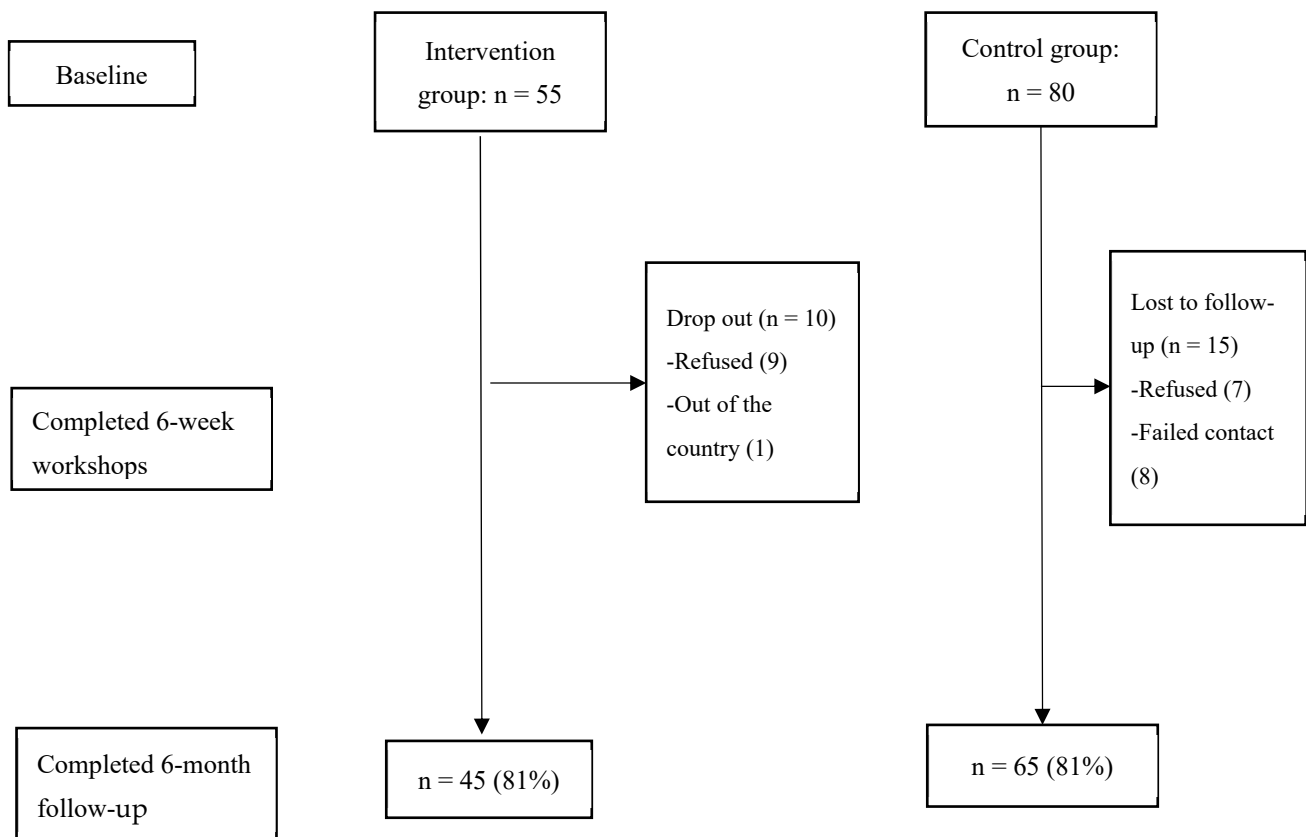 Baseline
Intervention
group: n = 55
Control group:
n = 80
Drop out (n = 10)
-Refused (9)
-Out of the
country (1)
Lost to follow-
up (n = 15)
-Refused (7)
-Failed contact
(8)
Completed 6-week
workshops
Completed 6-month
follow-up
n = 45 (81%)
n = 65 (81%)